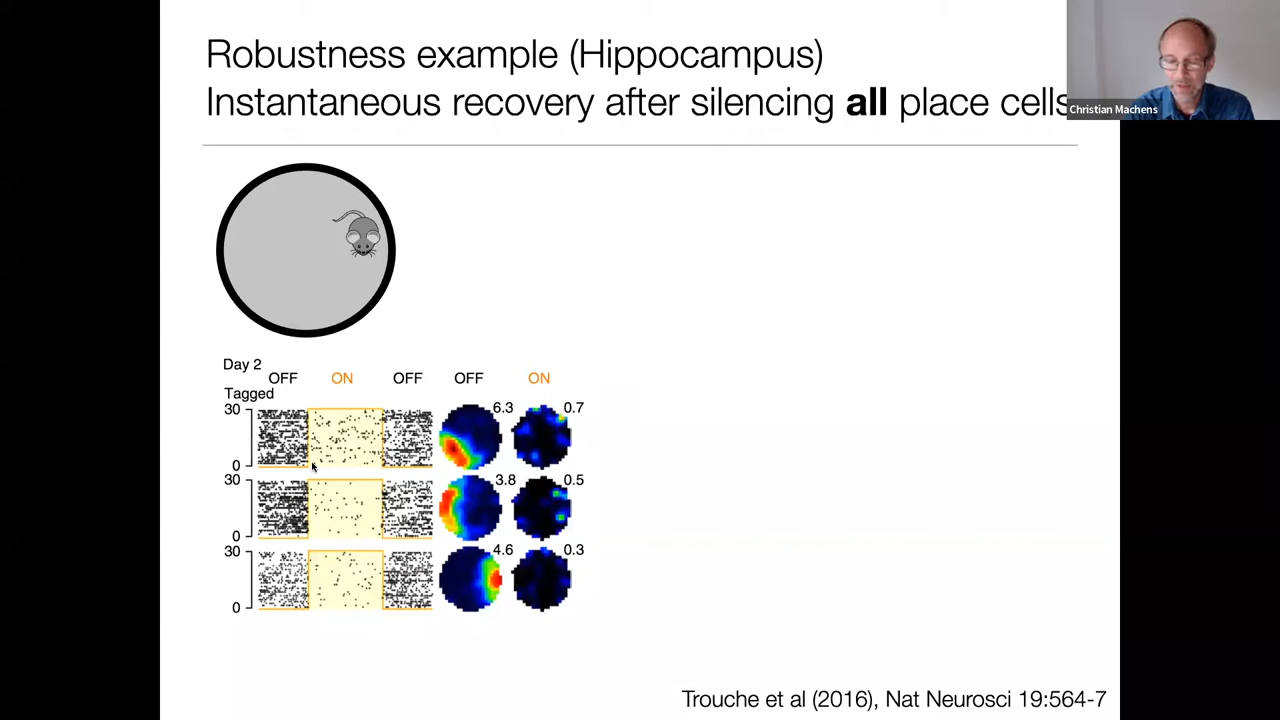 Robustness example (Hippocampus)
Instantaneous recovery after silencing all place cells
Christian Machens
Day 2
OFF ON OFF OFF ON
Tagged
30 6.3 0.7
0
30 3.8 0.5
0
30 4.6 0.3
0
Trouche et al (2016), Nat Neurosci 19:564-7